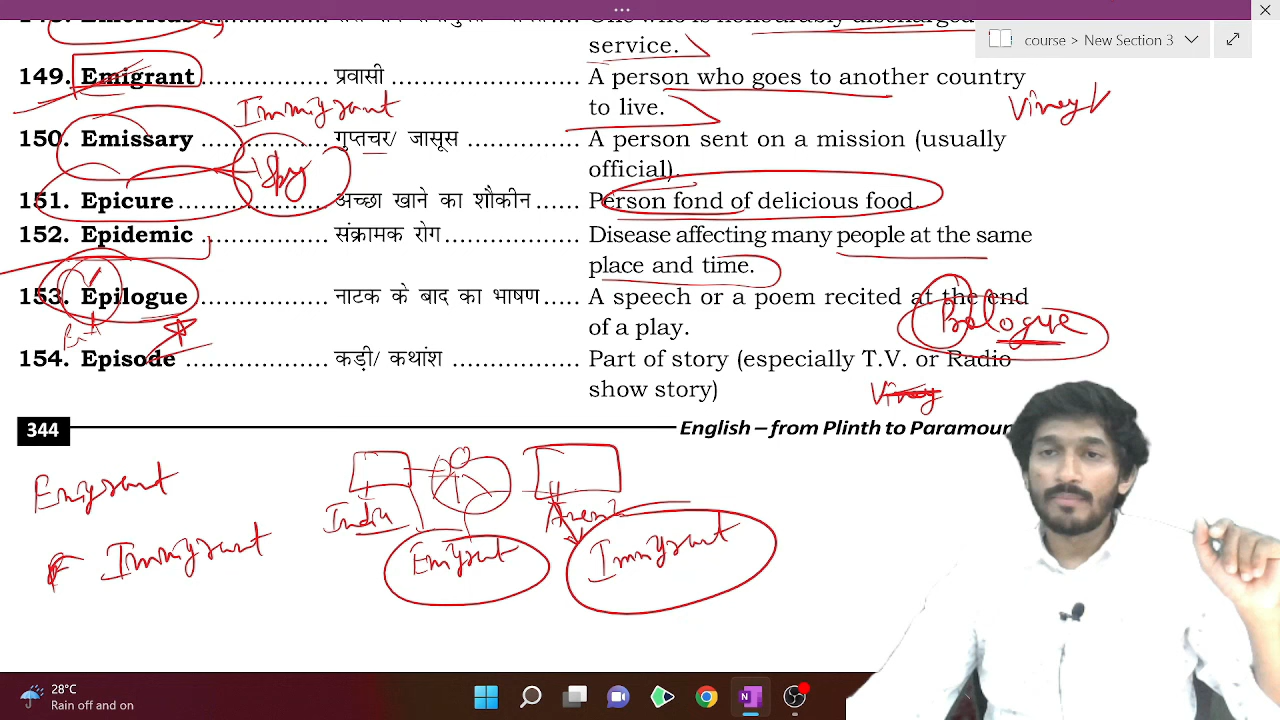 service.
course > New Section 3
149. Emigrant ................ प्रवासी ........................ A person who goes to another country
to live.
Immigrant
150. Emissary ................ गुप्तचर/ जासूस ............... A person sent on a mission (usually
official).
Spy
151. Epicure ................ अच्छा खाने का शौकीन ...... Person fond of delicious food.
152. Epidemic ................ संक्रामक रोग ................. Disease affecting many people at the same
place and time.
153. Epilogue ................ नाटक के बाद का भाषण ..... A speech or a poem recited at the end
of a play.
154. Episode .................. कड़ी/ कथांश .................. Part of story (especially T.V. or Radio
show story)
344
English – from Plinth to Paramoun
Emigrant
Immigrant
India
Emigrant
Immigrant
28°C
Rain off and on